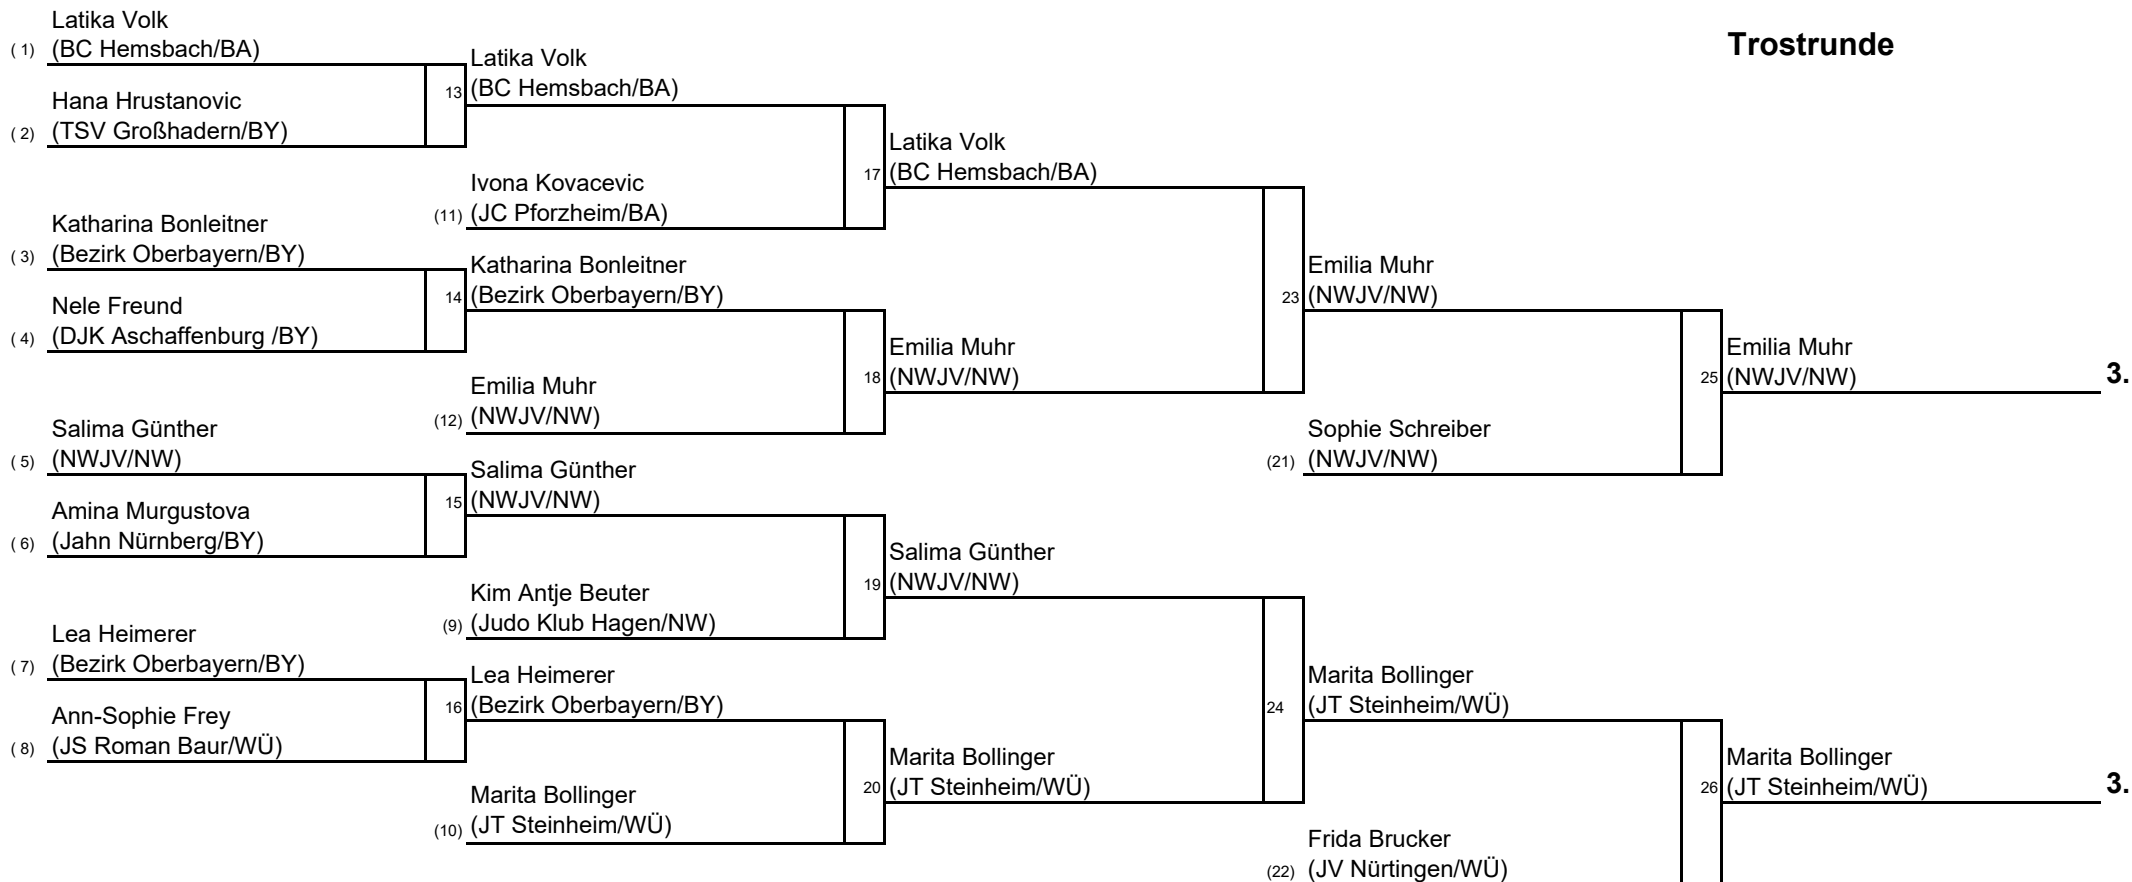 Trostrunde
Latika Volk
( 1) (BC Hemsbach/BA)
Hana Hrustanovic
( 2) (TSV Großhadern/BY)
Katharina Bonleitner
( 3) (Bezirk Oberbayern/BY)
Nele Freund
( 4) (DJK Aschaffenburg /BY)
Salima Günther
( 5) (NWJV/NW)
Amina Murgustova
( 6) (Jahn Nürnberg/BY)
Lea Heimerer
( 7) (Bezirk Oberbayern/BY)
Ann-Sophie Frey
( 8) (JS Roman Baur/WÜ)
Latika Volk
13 (BC Hemsbach/BA)
Ivona Kovacevic
(11) (JC Pforzheim/BA)
Katharina Bonleitner
14 (Bezirk Oberbayern/BY)
Emilia Muhr
(12) (NWJV/NW)
Salima Günther
15 (NWJV/NW)
Kim Antje Beuter
(9) (Judo Klub Hagen/NW)
Lea Heimerer
16 (Bezirk Oberbayern/BY)
Marita Bollinger
(10) (JT Steinheim/WÜ)
Latika Volk
17 (BC Hemsbach/BA)
Emilia Muhr
18 (NWJV/NW)
Salima Günther
19 (NWJV/NW)
Marita Bollinger
20 (JT Steinheim/WÜ)
Emilia Muhr
23 (NWJV/NW)
Sophie Schreiber
(21) (NWJV/NW)
Marita Bollinger
24 (JT Steinheim/WÜ)
Frida Brucker
(22) (JV Nürtingen/WÜ)
Emilia Muhr
25 (NWJV/NW) 3.
Marita Bollinger
26 (JT Steinheim/WÜ) 3.